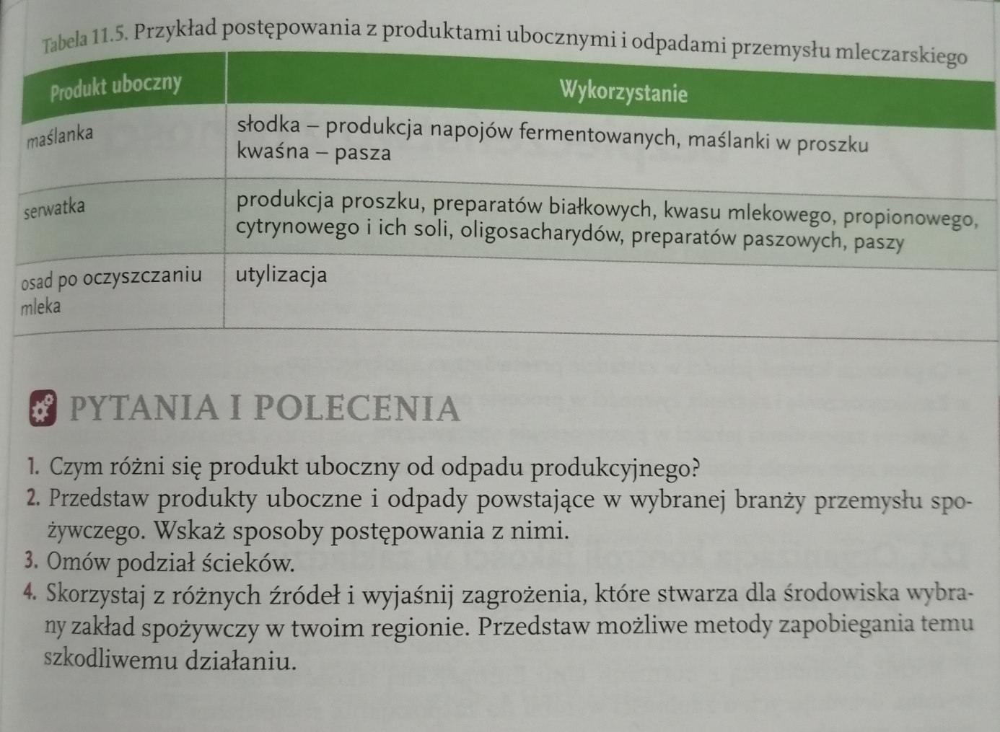 Tabela 11.5. Przykład postępowania z produktami ubocznymi i odpadami przemysłu mleczarskiego
Produkt uboczny
Wykorzystanie
maślanka
słodka – produkcja napojów fermentowanych, maślanki w proszku
kwaśna – pasza
serwatka
produkcja proszku, preparatów białkowych, kwasu mlekowego, propionowego,
cytrynowego i ich soli, oligosacharydów, preparatów paszowych, paszy
osad po oczyszczaniu
mleka
utylizacja
PYTANIA I POLECENIA
1. Czym różni się produkt uboczny od odpadu produkcyjnego?
2. Przedstaw produkty uboczne i odpady powstające w wybranej branży przemysłu spo-
żywczego. Wskaż sposoby postępowania z nimi.
3. Omów podział ścieków.
4. Skorzystaj z różnych źródeł i wyjaśnij zagrożenia, które stwarza dla środowiska wybra-
ny zakład spożywczy w twoim regionie. Przedstaw możliwe metody zapobiegania temu
szkodliwemu działaniu.